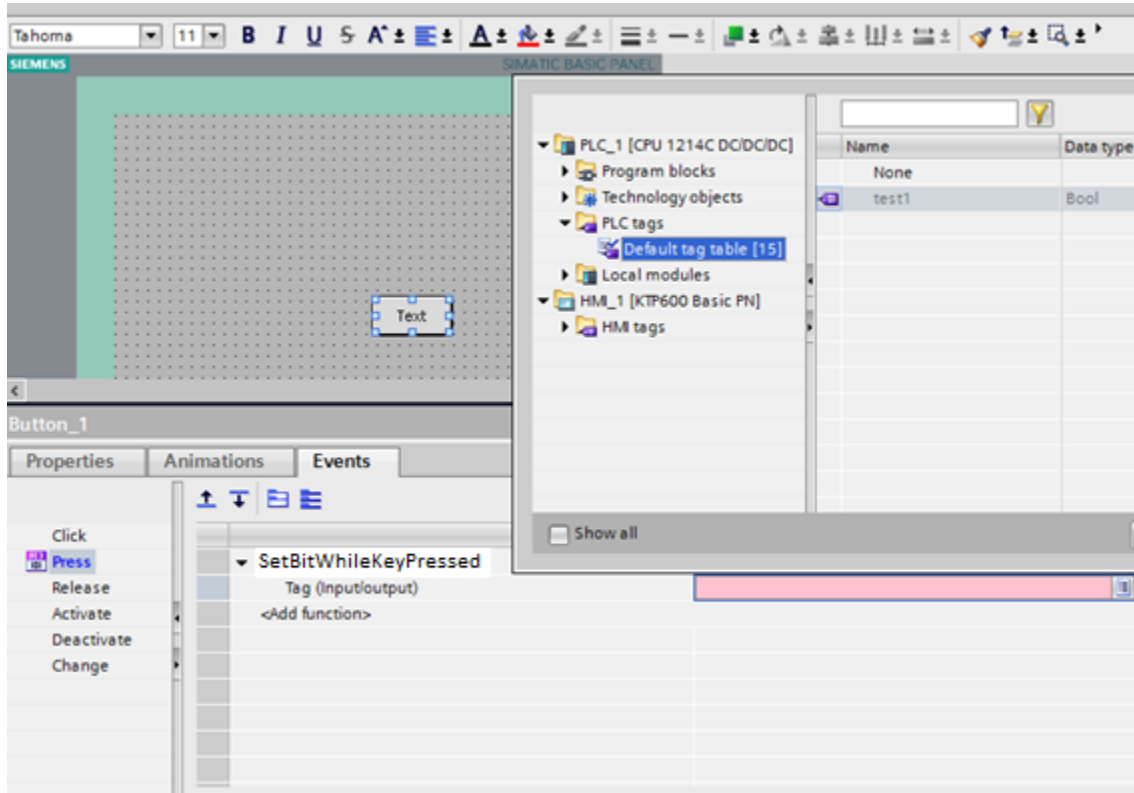 Tahoma 11 B I U S A A
SIEMENS SIMATIC BASIC PANEL
PLC_1 [CPU 1214C DC/DC/DC]
Name Data type
Program blocks None
Technology objects test1 Bool
PLC tags
Default tag table [15]
Local modules
HMI_1 [KTP600 Basic PN]
Text
HMI tags
Button_1
Properties Animations Events
Show all
Click
Press SetBitWhileKeyPressed
Release Tag (Input/output)
Activate <Add function>
Deactivate
Change